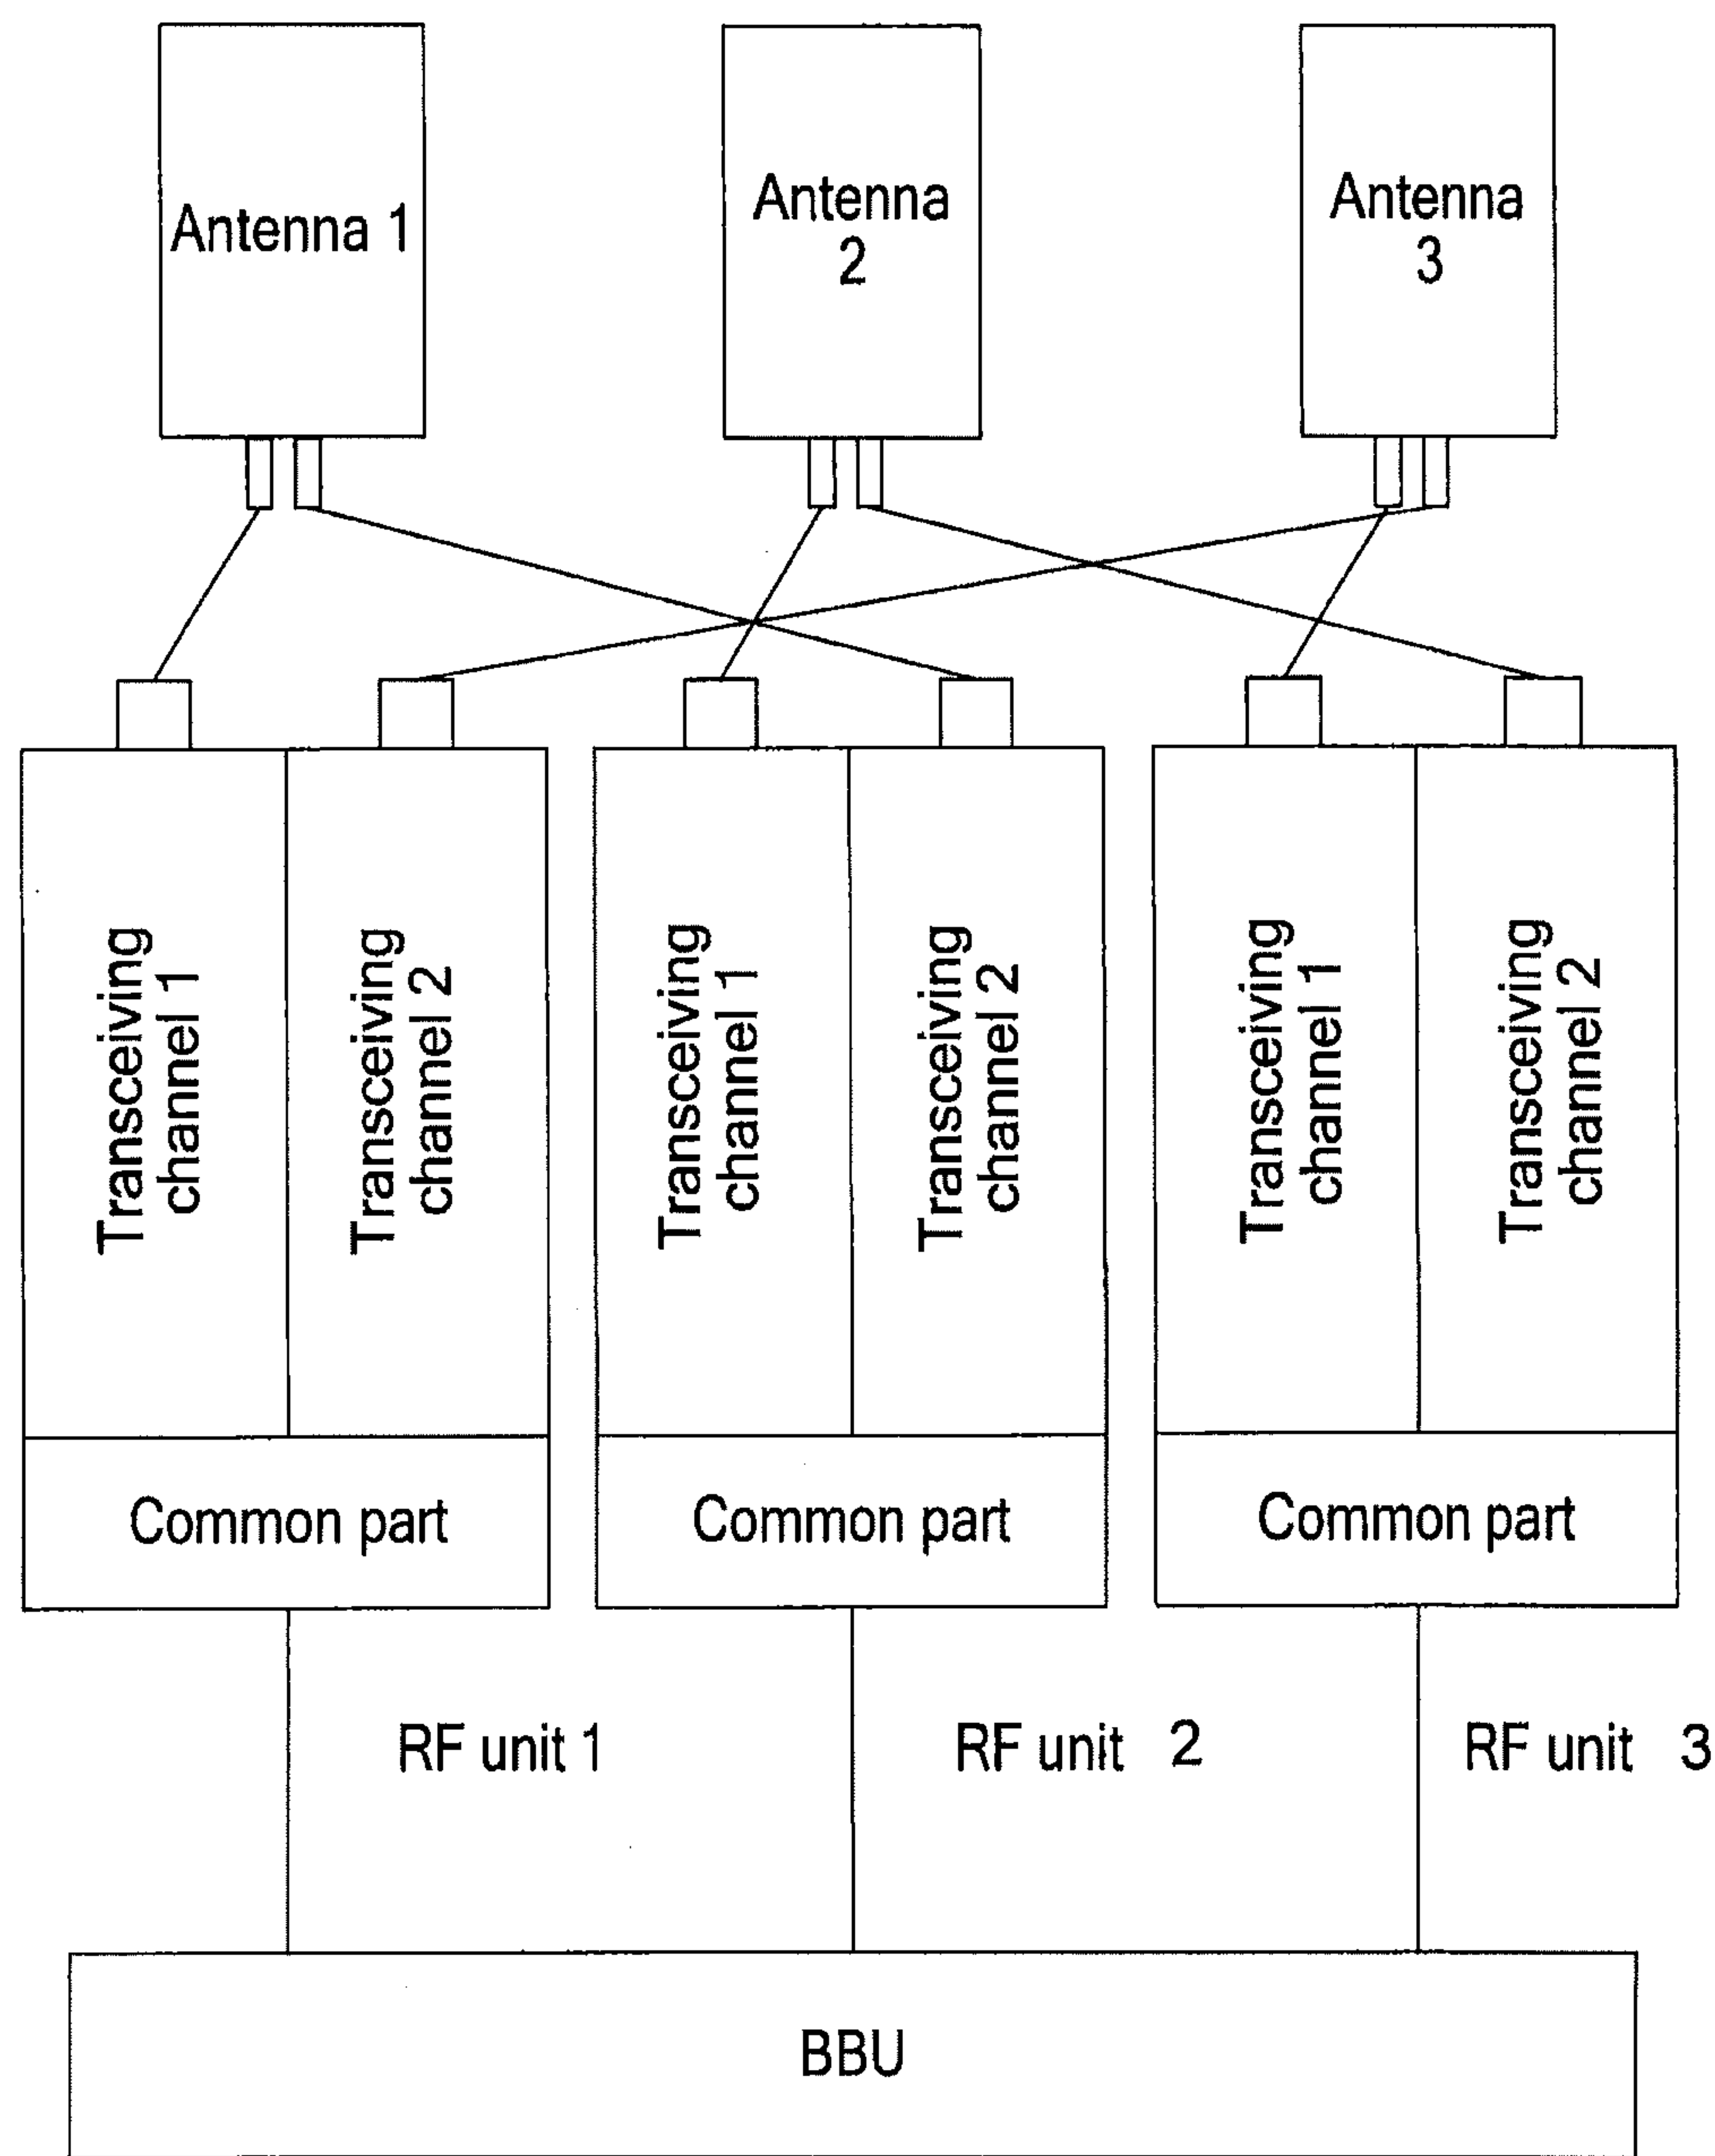 Antenna 1
Antenna
2
Antenna
3
Transceiving
channel 1
Transceiving
channel 2
Transceiving
channel 1
Transceiving
channel 2
Transceiving
channel 1
Transceiving
channel 2
Common part
Common part
Common part
RF unit 1
RF unit 2
RF unit 3
BBU